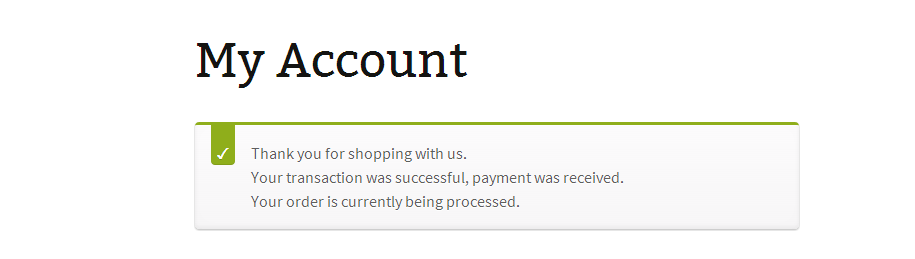 My Account
Thank you for shopping with us.
Your transaction was successful, payment was received.
Your order is currently being processed.